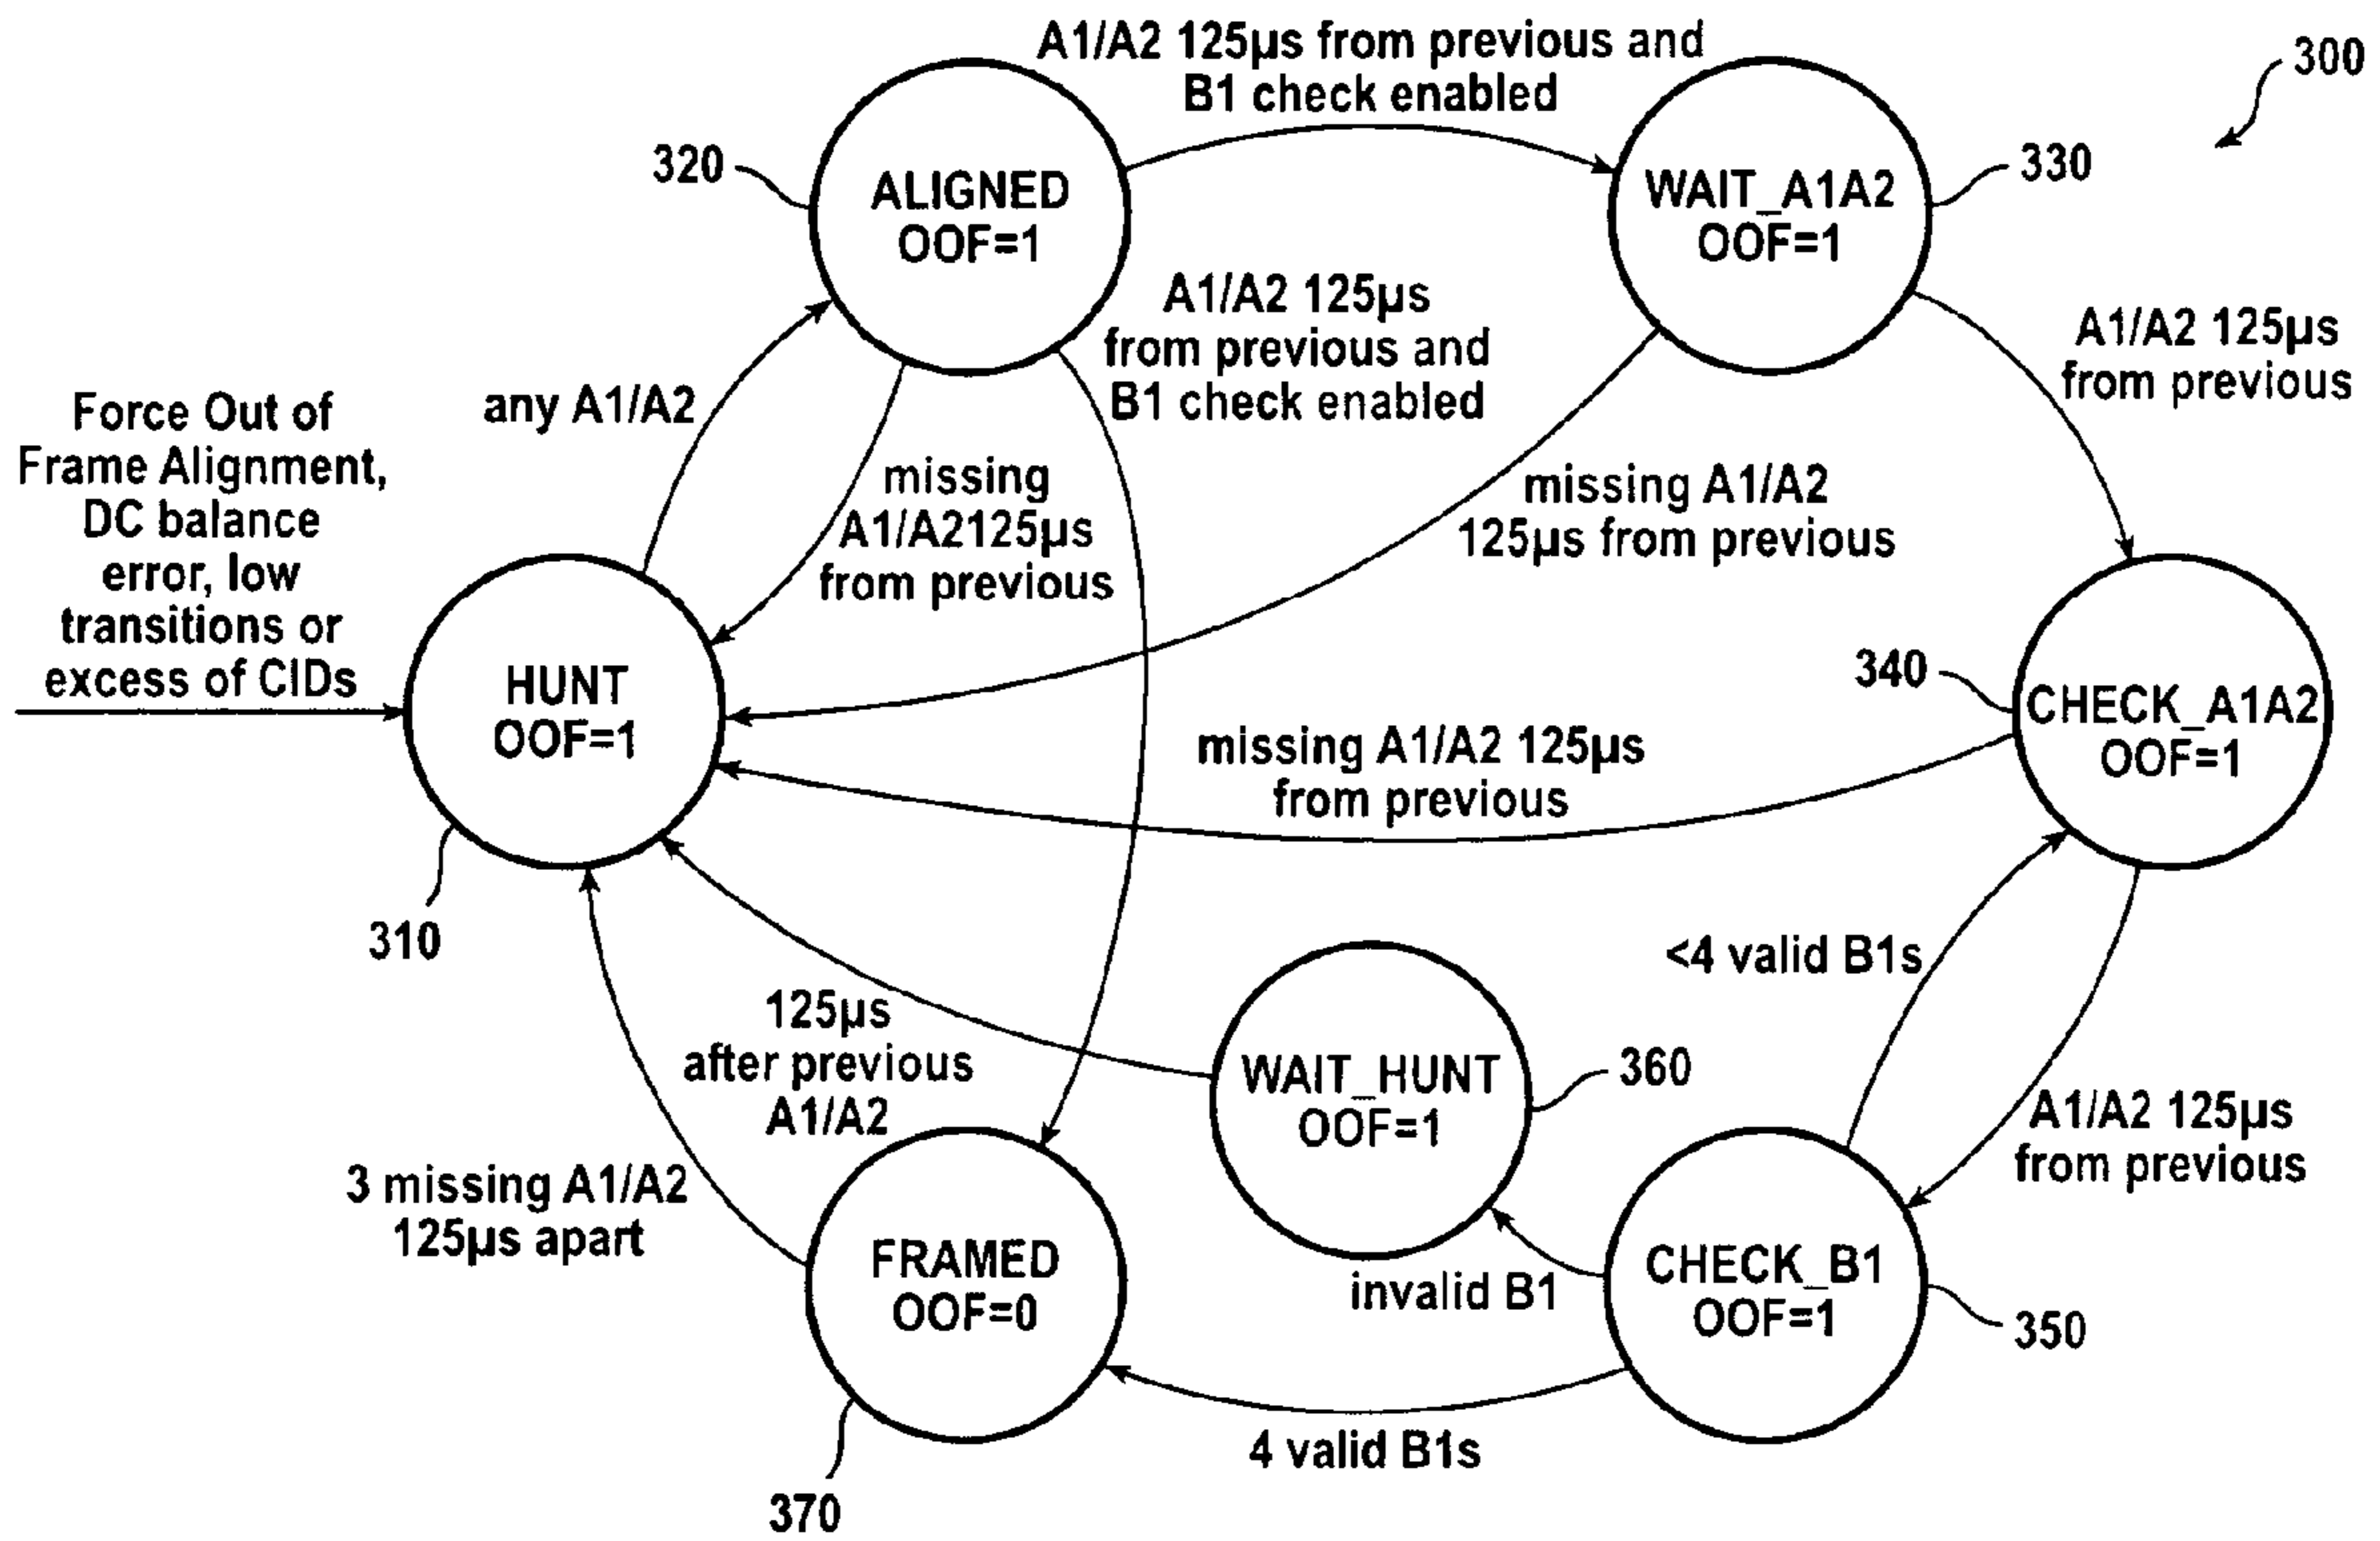 A1/A2 125µs from previous and
B1 check enabled
300
320
ALIGNED
OOF=1
WAIT_A1A2
OOF=1
330
A1/A2 125µs
from previous and
B1 check enabled
A1/A2 125µs
from previous
any A1/A2
Force Out of
Frame Alignment,
DC balance
error, low
transitions or
excess of CIDs
missing
A1/A2125µs
from previous
missing A1/A2
125µs from previous
HUNT
OOF=1
310
340
CHECK_A1A2
OOF=1
missing A1/A2 125µs
from previous
<4 valid B1s
125µs
after previous
A1/A2
WAIT_HUNT
OOF=1
360
A1/A2 125µs
from previous
3 missing A1/A2
125µs apart
FRAMED
OOF=0
370
invalid B1
CHECK_B1
OOF=1
350
4 valid B1s